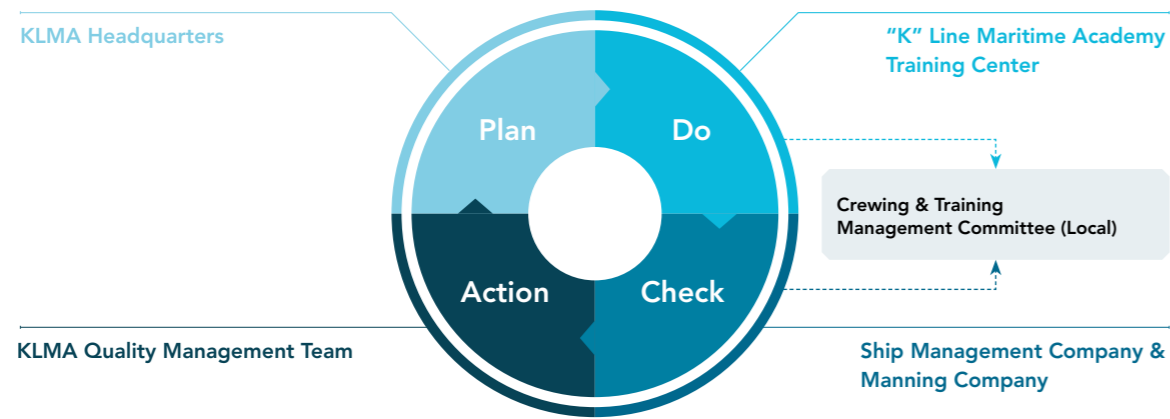 KLMA Headquarters
“K” Line Maritime Academy
Training Center
Plan
Do
Crewing & Training
Management Committee (Local)
Action
Check
KLMA Quality Management Team
Ship Management Company &
Manning Company